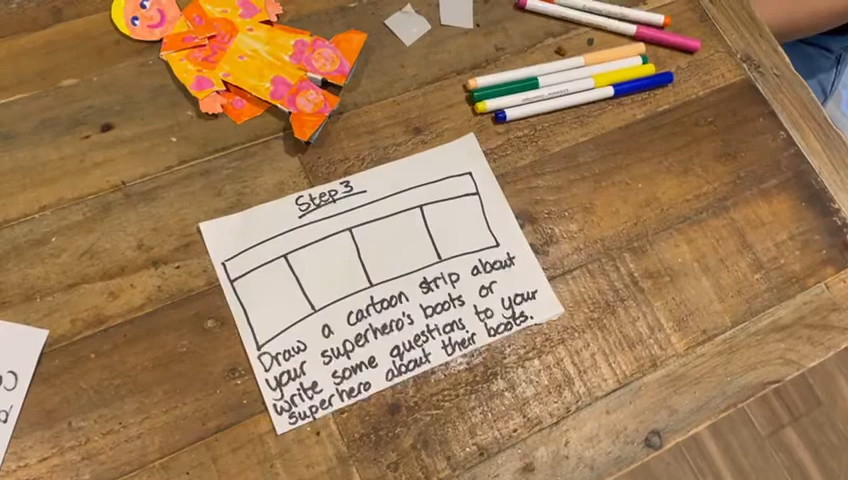 Step 3
Draw a cartoon strip about
your superhero's boots or
write some questions to your
superhero about their boots.